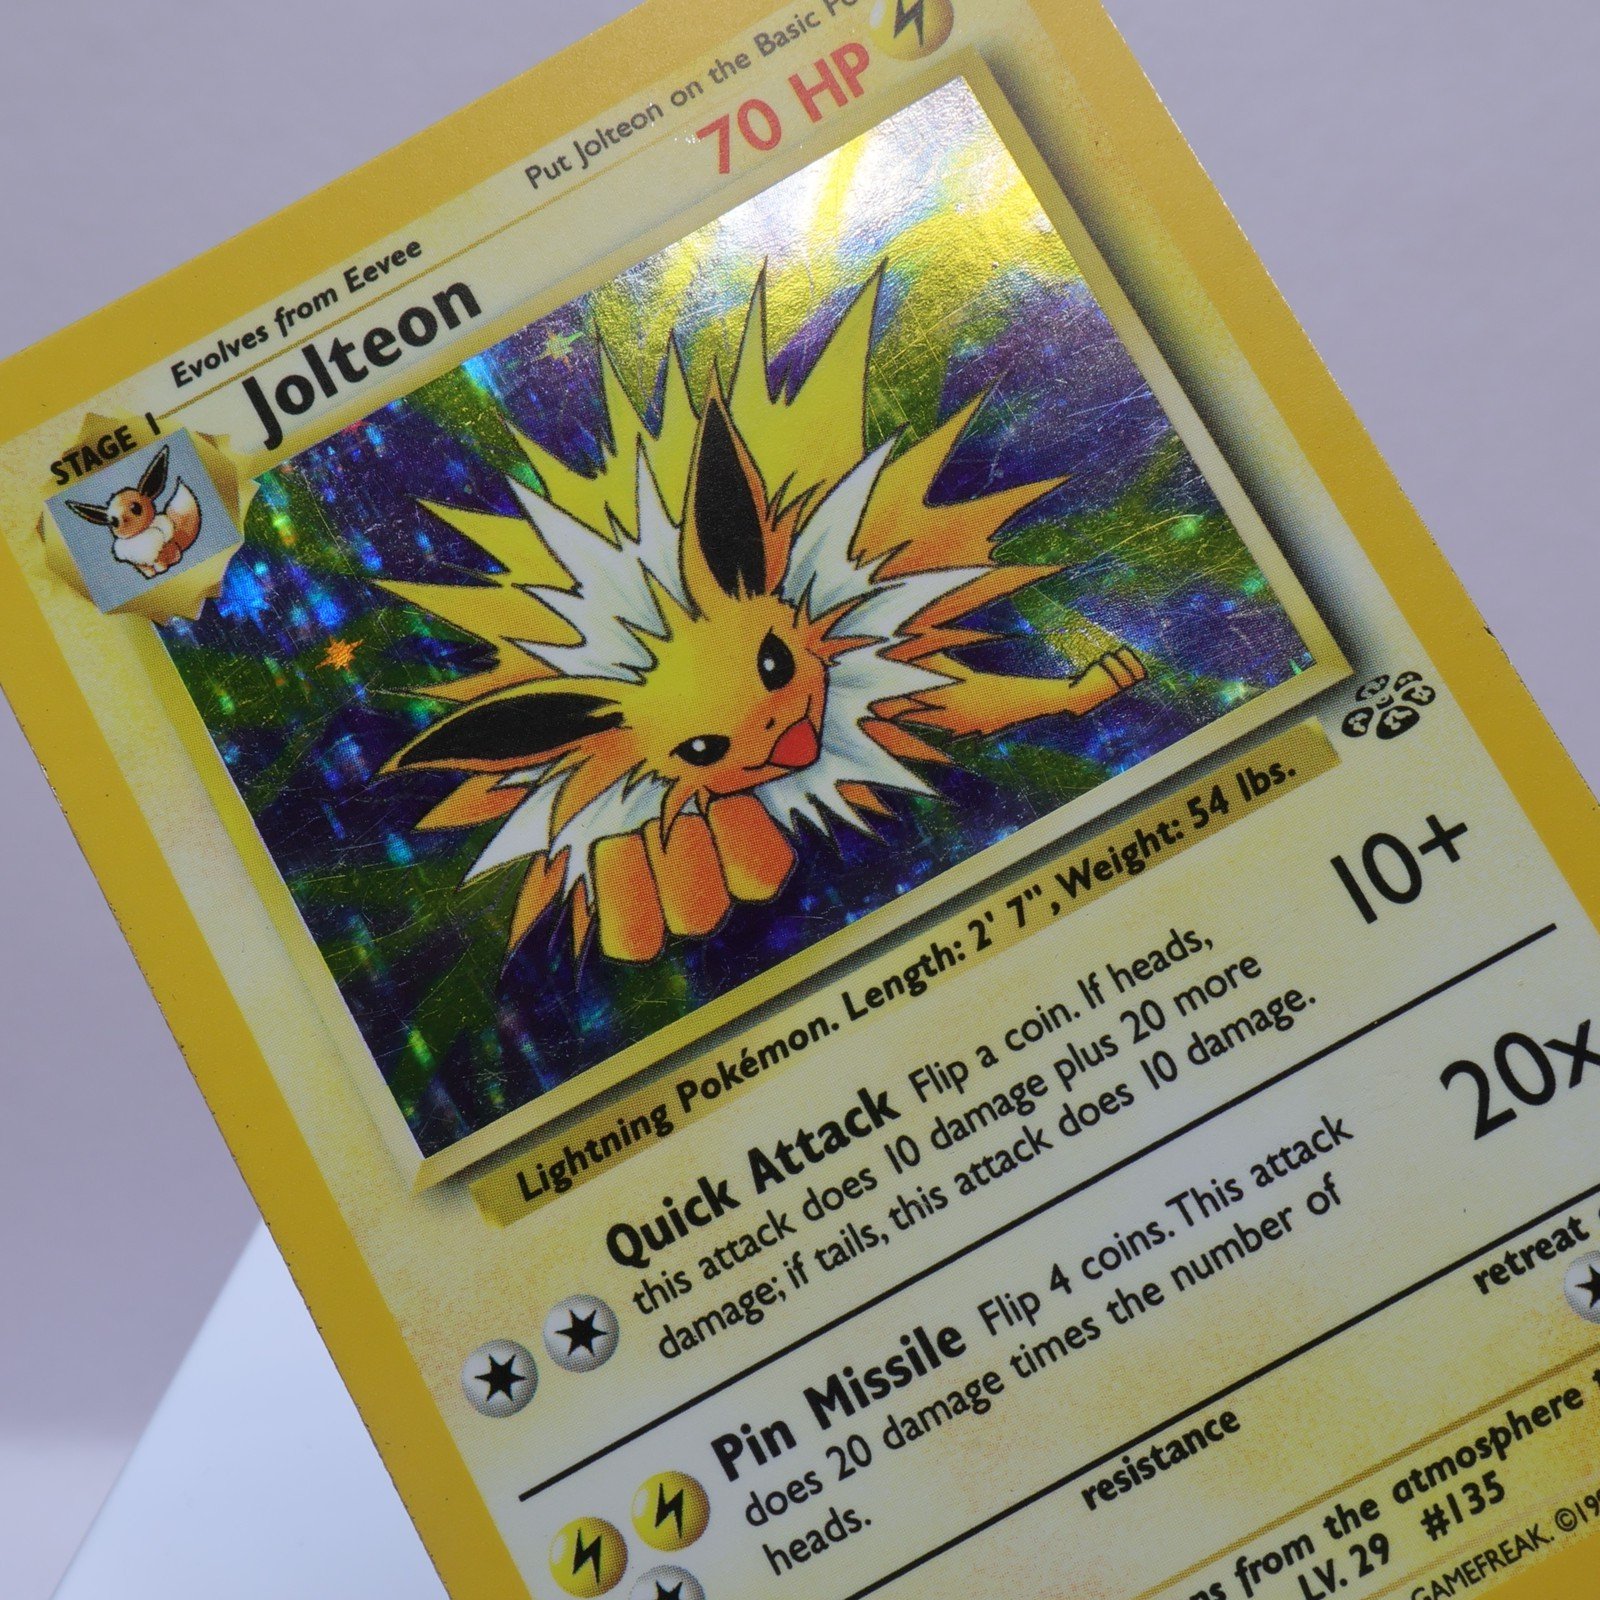 Put Jolteon on the Basic
Evolves from Eevee
70 HP
Jolteon
STAGE 1
Lightning Pokémon. Length: 2' 7", Weight: 54 lbs.
Quick Attack Flip a coin. If heads,
this attack does 10 damage plus 20 more
damage; if tails, this attack does 10 damage.
10+
Pin Missile Flip 4 coins. This attack
does 20 damage times the number of
heads.
20x
resistance
retreat
from the atmosphere
LV. 29 #135
GAMEFREAK.